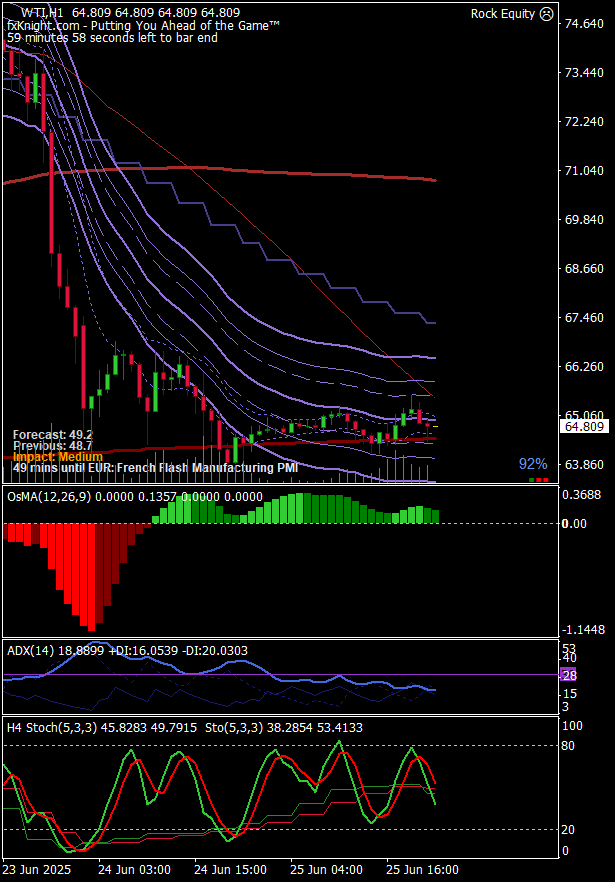 WTI,H1 64.809 64.809 64.809 64.809
Rock Equity
fxKnight.com - Putting You Ahead of the Game™
59 minutes 58 seconds left to bar end
74.640
73.440
72.240
71.040
69.840
68.660
67.460
66.260
65.060
64.809
63.860
Forecast: 49.2
Previous: 48.7
Impact: Medium
49 mins until EUR: French Flash Manufacturing PMI
92%
OsMA(12,26,9) 0.0000 0.1357 0.0000 0.0000
0.3688
0.00
-1.1448
ADX(14) 18.8899 +DI:16.0539 -DI:20.0303
53
40
28
15
3
H4 Stoch(5,3,3) 45.8283 49.7915 Sto(5,3,3) 38.2854 53.4133
100
80
20
0
23 Jun 2025
24 Jun 03:00
24 Jun 15:00
25 Jun 04:00
25 Jun 16:00